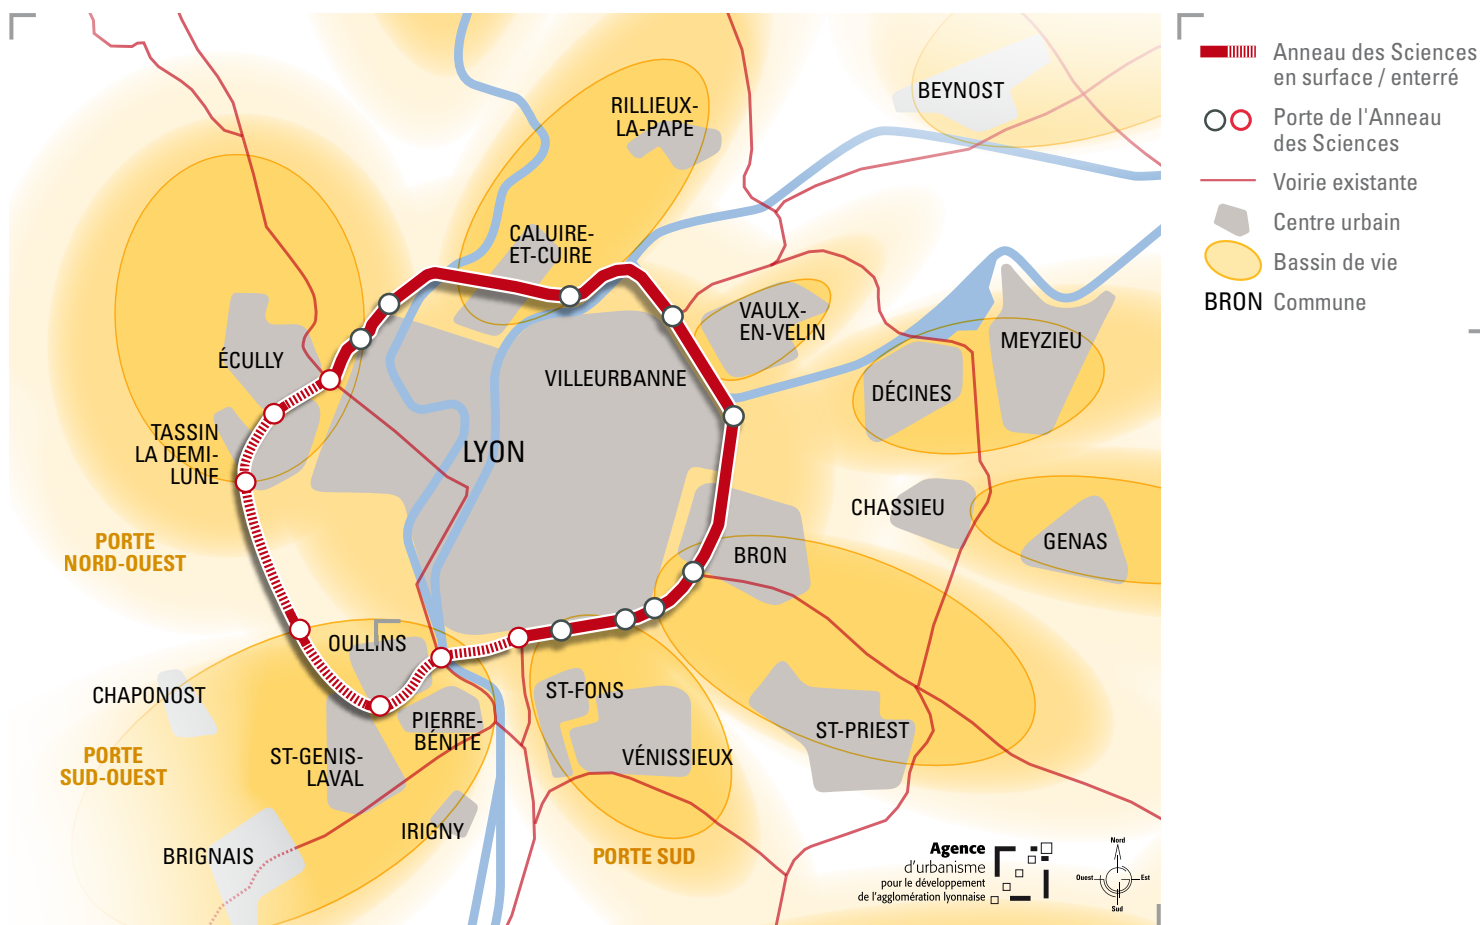 RILLIEUX-
LA-PAPE
BEYNOST
CALUIRE-
ET-CUIRE
VAULX-
EN-VELIN
MEYZIEU
ÉCULLY
VILLEURBANNE
DÉCINES
TASSIN
LA DEMI-
LUNE
LYON
CHASSIEU
GENAS
PORTE
NORD-OUEST
BRON
OULLINS
CHAPONOST
ST-FONS
PIERRE-
BÉNITE
ST-PRIEST
PORTE
SUD-OUEST
ST-GENIS-
LAVAL
VÉNISSIEUX
IRIGNY
BRIGNAIS
PORTE SUD
Agence
d'urbanisme
pour le développement
de l'agglomération lyonnaise
Nord
Ouest
Est
Sud
Anneau des Sciences
en surface / enterré
Porte de l'Anneau
des Sciences
Voirie existante
Centre urbain
Bassin de vie
BRON Commune